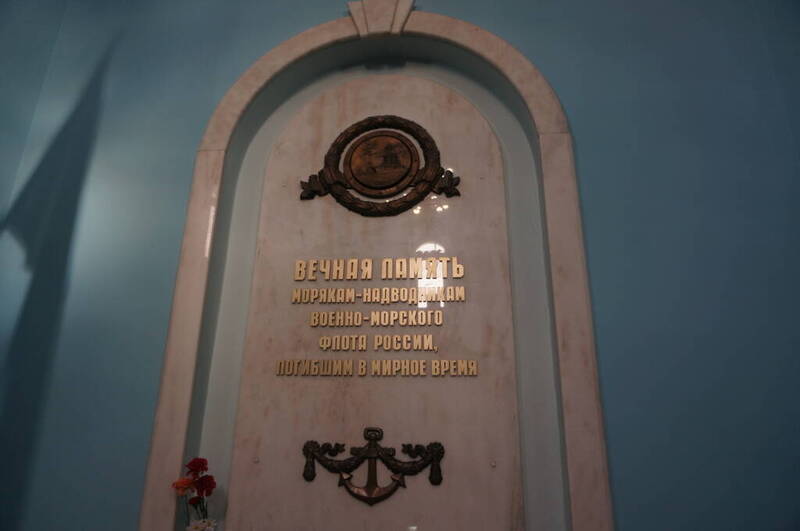 ВЕЧНАЯ ПАМЯТЬ
МОРЯКАМ-НАДВОДНИКАМ
ВОЕННО-МОРСКОГО
ФЛОТА РОССИИ,
ПОГИБШИМ В МИРНОЕ ВРЕМЯ